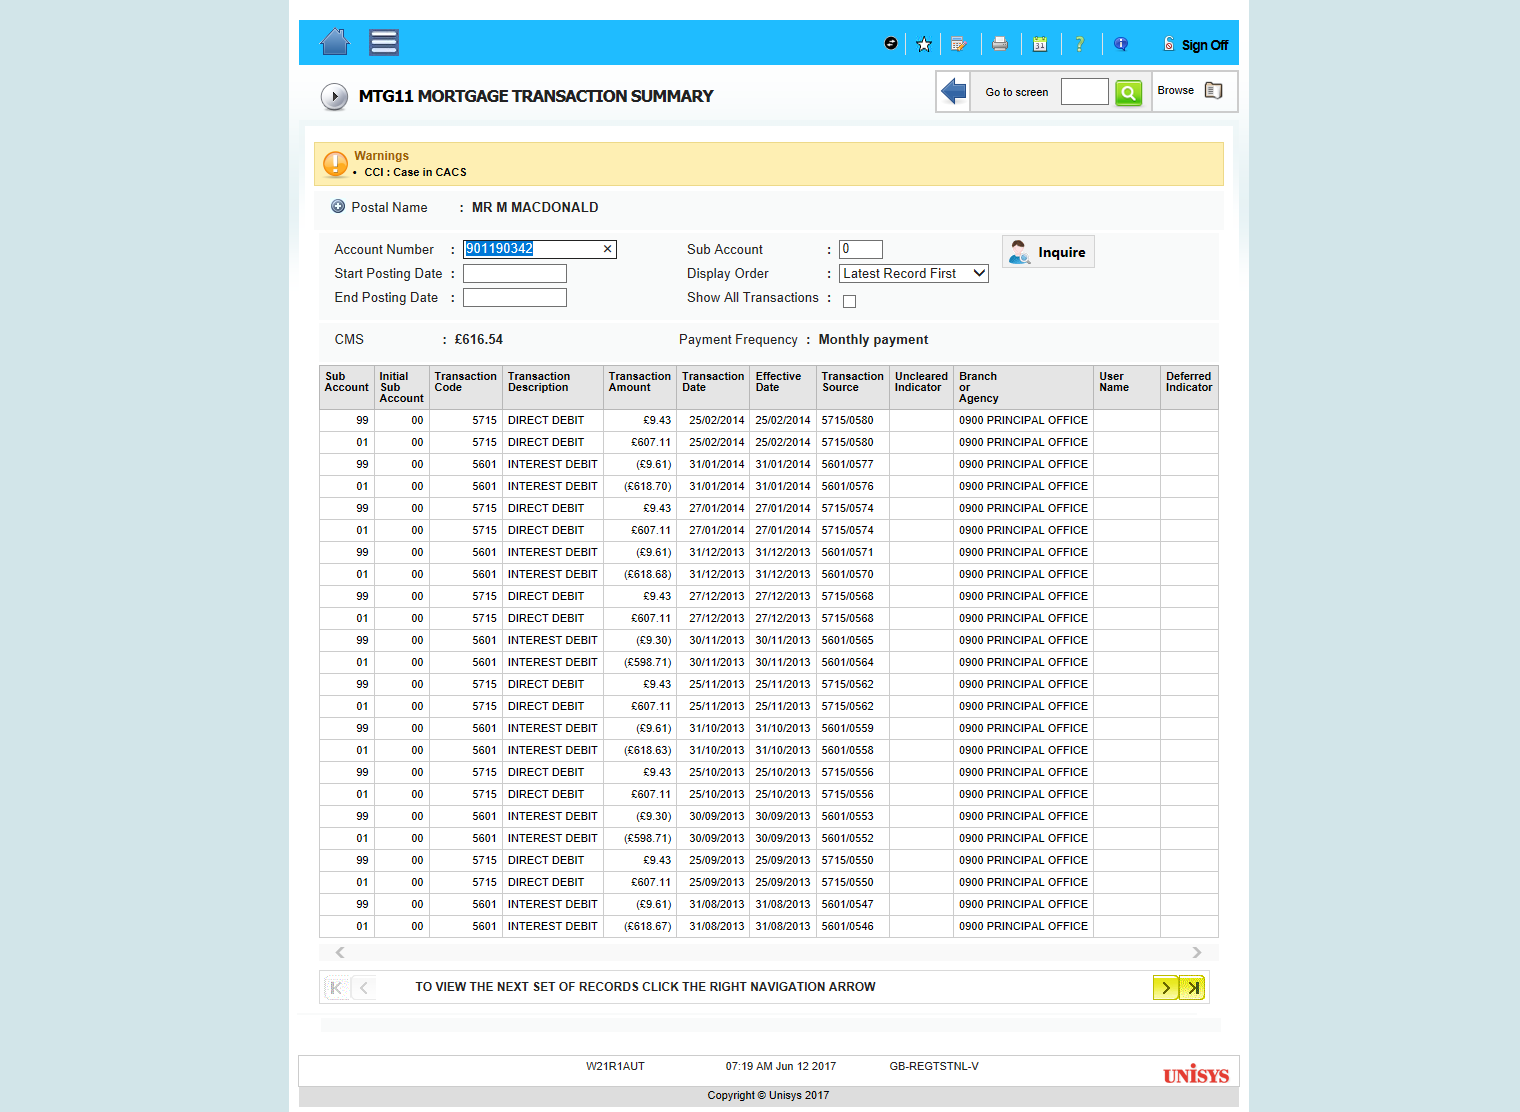 Sign Off
MTG11 MORTGAGE TRANSACTION SUMMARY
Go to screen
Browse
Warnings
• CCI : Case in CACS
Postal Name : MR M MACDONALD
Account Number : 901190342 × Sub Account : 0 Inquire
Start Posting Date : Display Order : Latest Record First
End Posting Date : Show All Transactions :
CMS : £616.54 Payment Frequency : Monthly payment
Sub Account Initial Sub Account Transaction Code Transaction Description Transaction Amount Transaction Date Effective Date Transaction Source Uncleared Indicator Branch or Agency User Name Deferred Indicator
99 00 5715 DIRECT DEBIT £9.43 25/02/2014 25/02/2014 5715/0580 0900 PRINCIPAL OFFICE
01 00 5715 DIRECT DEBIT £607.11 25/02/2014 25/02/2014 5715/0580 0900 PRINCIPAL OFFICE
99 00 5601 INTEREST DEBIT (£9.61) 31/01/2014 31/01/2014 5601/0577 0900 PRINCIPAL OFFICE
01 00 5601 INTEREST DEBIT (£618.70) 31/01/2014 31/01/2014 5601/0576 0900 PRINCIPAL OFFICE
99 00 5715 DIRECT DEBIT £9.43 27/01/2014 27/01/2014 5715/0574 0900 PRINCIPAL OFFICE
01 00 5715 DIRECT DEBIT £607.11 27/01/2014 27/01/2014 5715/0574 0900 PRINCIPAL OFFICE
99 00 5601 INTEREST DEBIT (£9.61) 31/12/2013 31/12/2013 5601/0571 0900 PRINCIPAL OFFICE
01 00 5601 INTEREST DEBIT (£618.68) 31/12/2013 31/12/2013 5601/0570 0900 PRINCIPAL OFFICE
99 00 5715 DIRECT DEBIT £9.43 27/12/2013 27/12/2013 5715/0568 0900 PRINCIPAL OFFICE
01 00 5715 DIRECT DEBIT £607.11 27/12/2013 27/12/2013 5715/0568 0900 PRINCIPAL OFFICE
99 00 5601 INTEREST DEBIT (£9.30) 30/11/2013 30/11/2013 5601/0565 0900 PRINCIPAL OFFICE
01 00 5601 INTEREST DEBIT (£598.71) 30/11/2013 30/11/2013 5601/0564 0900 PRINCIPAL OFFICE
99 00 5715 DIRECT DEBIT £9.43 25/11/2013 25/11/2013 5715/0562 0900 PRINCIPAL OFFICE
01 00 5715 DIRECT DEBIT £607.11 25/11/2013 25/11/2013 5715/0562 0900 PRINCIPAL OFFICE
99 00 5601 INTEREST DEBIT (£9.61) 31/10/2013 31/10/2013 5601/0559 0900 PRINCIPAL OFFICE
01 00 5601 INTEREST DEBIT (£618.63) 31/10/2013 31/10/2013 5601/0558 0900 PRINCIPAL OFFICE
99 00 5715 DIRECT DEBIT £9.43 25/10/2013 25/10/2013 5715/0556 0900 PRINCIPAL OFFICE
01 00 5715 DIRECT DEBIT £607.11 25/10/2013 25/10/2013 5715/0556 0900 PRINCIPAL OFFICE
99 00 5601 INTEREST DEBIT (£9.30) 30/09/2013 30/09/2013 5601/0553 0900 PRINCIPAL OFFICE
01 00 5601 INTEREST DEBIT (£598.71) 30/09/2013 30/09/2013 5601/0552 0900 PRINCIPAL OFFICE
99 00 5715 DIRECT DEBIT £9.43 25/09/2013 25/09/2013 5715/0550 0900 PRINCIPAL OFFICE
01 00 5715 DIRECT DEBIT £607.11 25/09/2013 25/09/2013 5715/0550 0900 PRINCIPAL OFFICE
99 00 5601 INTEREST DEBIT (£9.61) 31/08/2013 31/08/2013 5601/0547 0900 PRINCIPAL OFFICE
01 00 5601 INTEREST DEBIT (£618.67) 31/08/2013 31/08/2013 5601/0546 0900 PRINCIPAL OFFICE
TO VIEW THE NEXT SET OF RECORDS CLICK THE RIGHT NAVIGATION ARROW
W21R1AUT 07:19 AM Jun 12 2017 GB-REGTSTNL-V UNISYS
Copyright © Unisys 2017